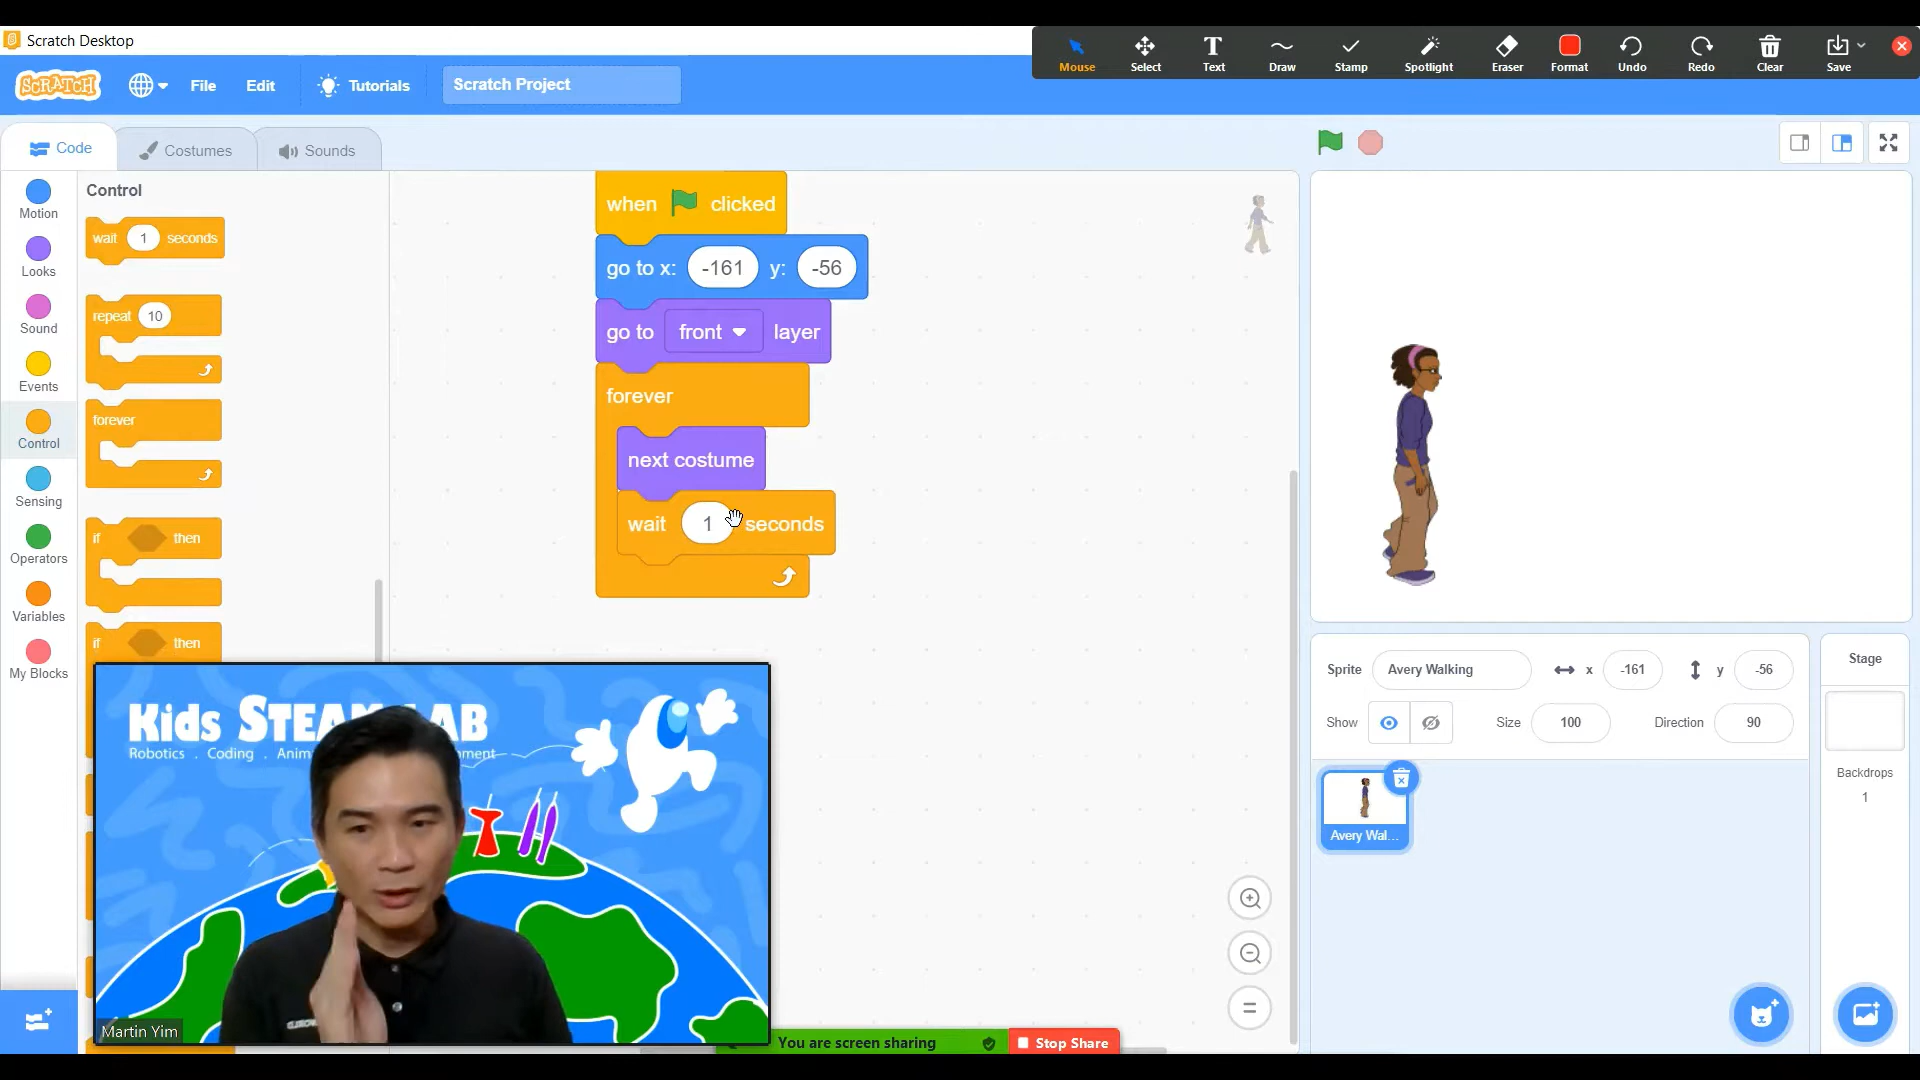 Scratch Desktop
Mouse Select Text Draw Stamp Spotlight Eraser Format Undo Redo Clear Save
SCRATCH File Edit Tutorials Scratch Project
Code Costumes Sounds
Motion
Looks
Sound
Events
Control
Sensing
Operators
Variables
My Blocks
Control
wait 1 seconds
repeat 10
forever
if then
if then
when clicked
go to x: -161 y: -56
go to front layer
forever
next costume
wait 1 seconds
Sprite Avery Walking x -161 y -56
Show Size 100 Direction 90
Avery Wal...
Stage
Backdrops
1
Kids STEAM LAB
Robotics . Coding .
Martin Yim
You are screen sharing Stop Share